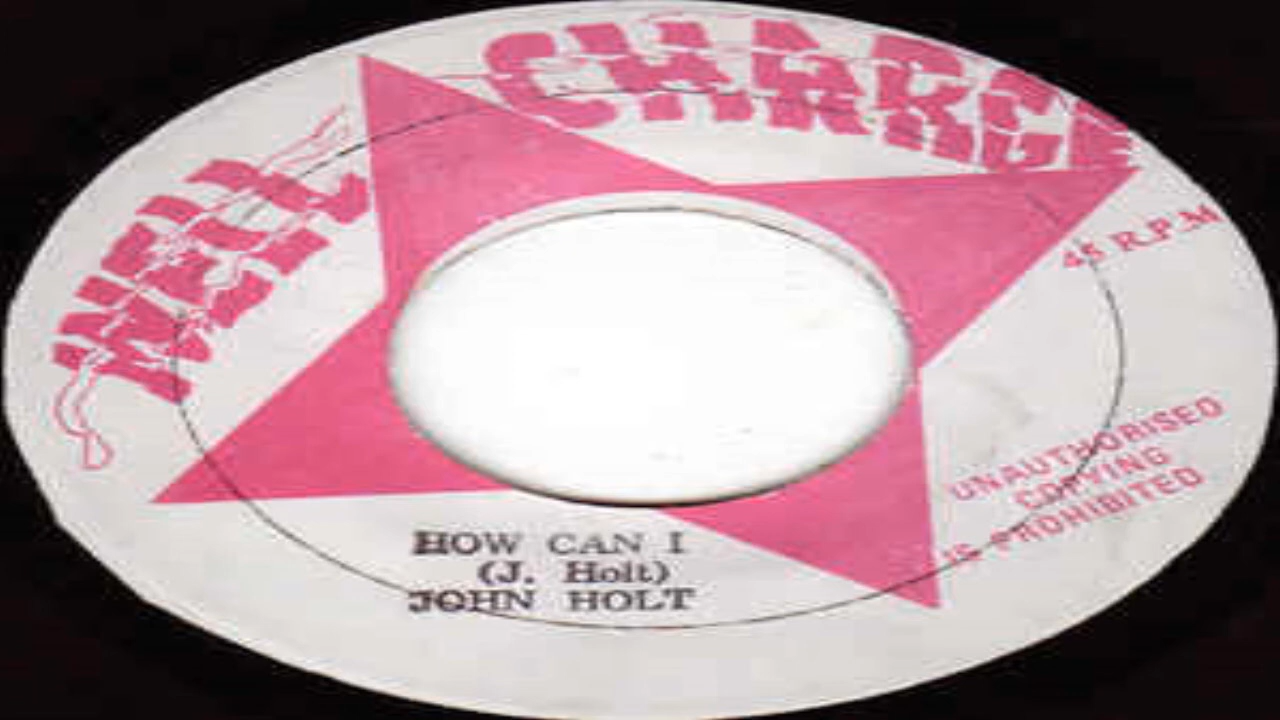 WELL CHARGE
45 R.P.M
UNAUTHORISED
COPYING
IS PROHIBITED
HOW CAN I
(J. Holt)
JOHN HOLT